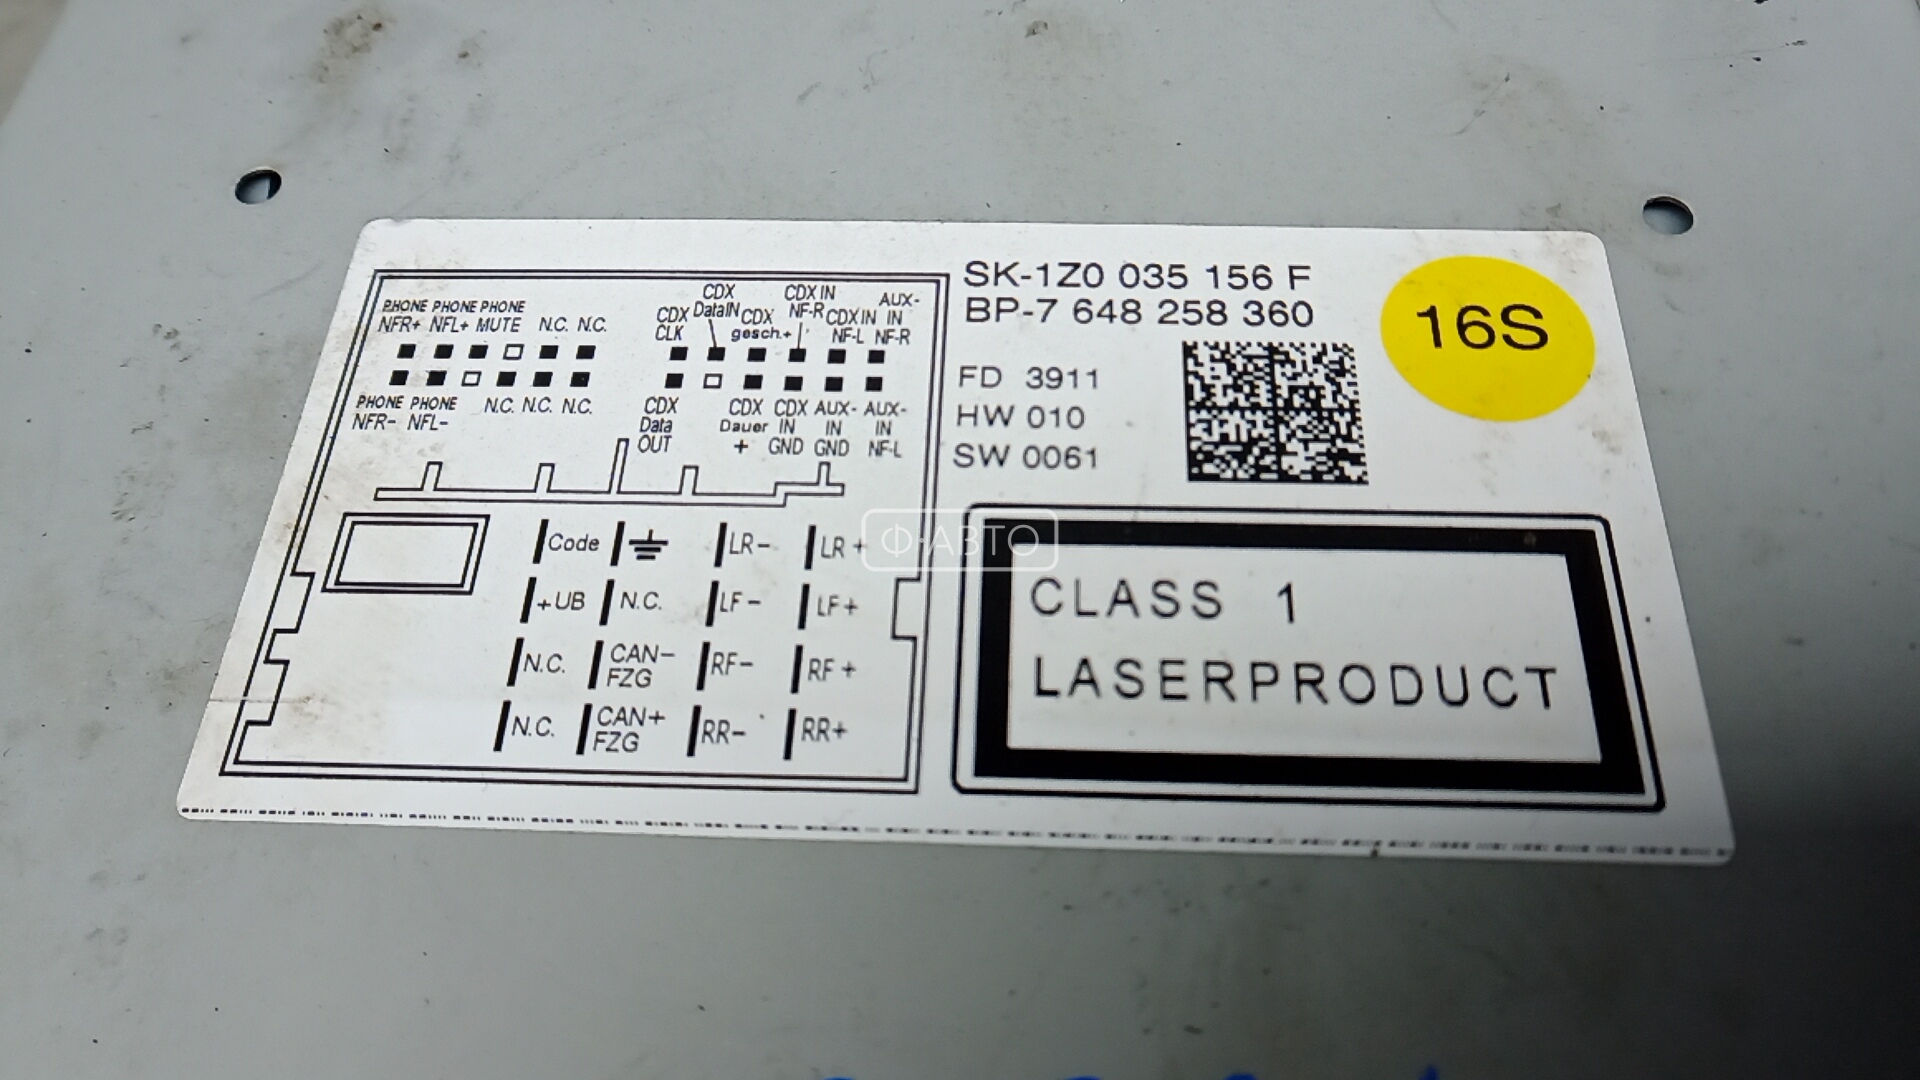 SK-1Z0 035 156 F
BP-7 648 258 360
16S
FD 3911
HW 010
SW 0061
CLASS 1
LASERPRODUCT
PHONE PHONE PHONE
NFR+ NFL+ MUTE N.C. N.C.
PHONE PHONE
NFR- NFL-
N.C. N.C. N.C.
CDX
CLK
CDX
DataIN
CDX
gesch.+
CDX IN
NF-R
CDX IN
NF-L
AUX-
IN
NF-R
CDX
Data
OUT
CDX
Dauer
+
CDX
IN
GND
AUX-
IN
GND
AUX-
IN
NF-L
Code LR- LR+
+UB N.C. LF- LF+
N.C. CAN-
FZG RF- RF+
N.C. CAN+
FZG RR- RR+
Ф-АВТО